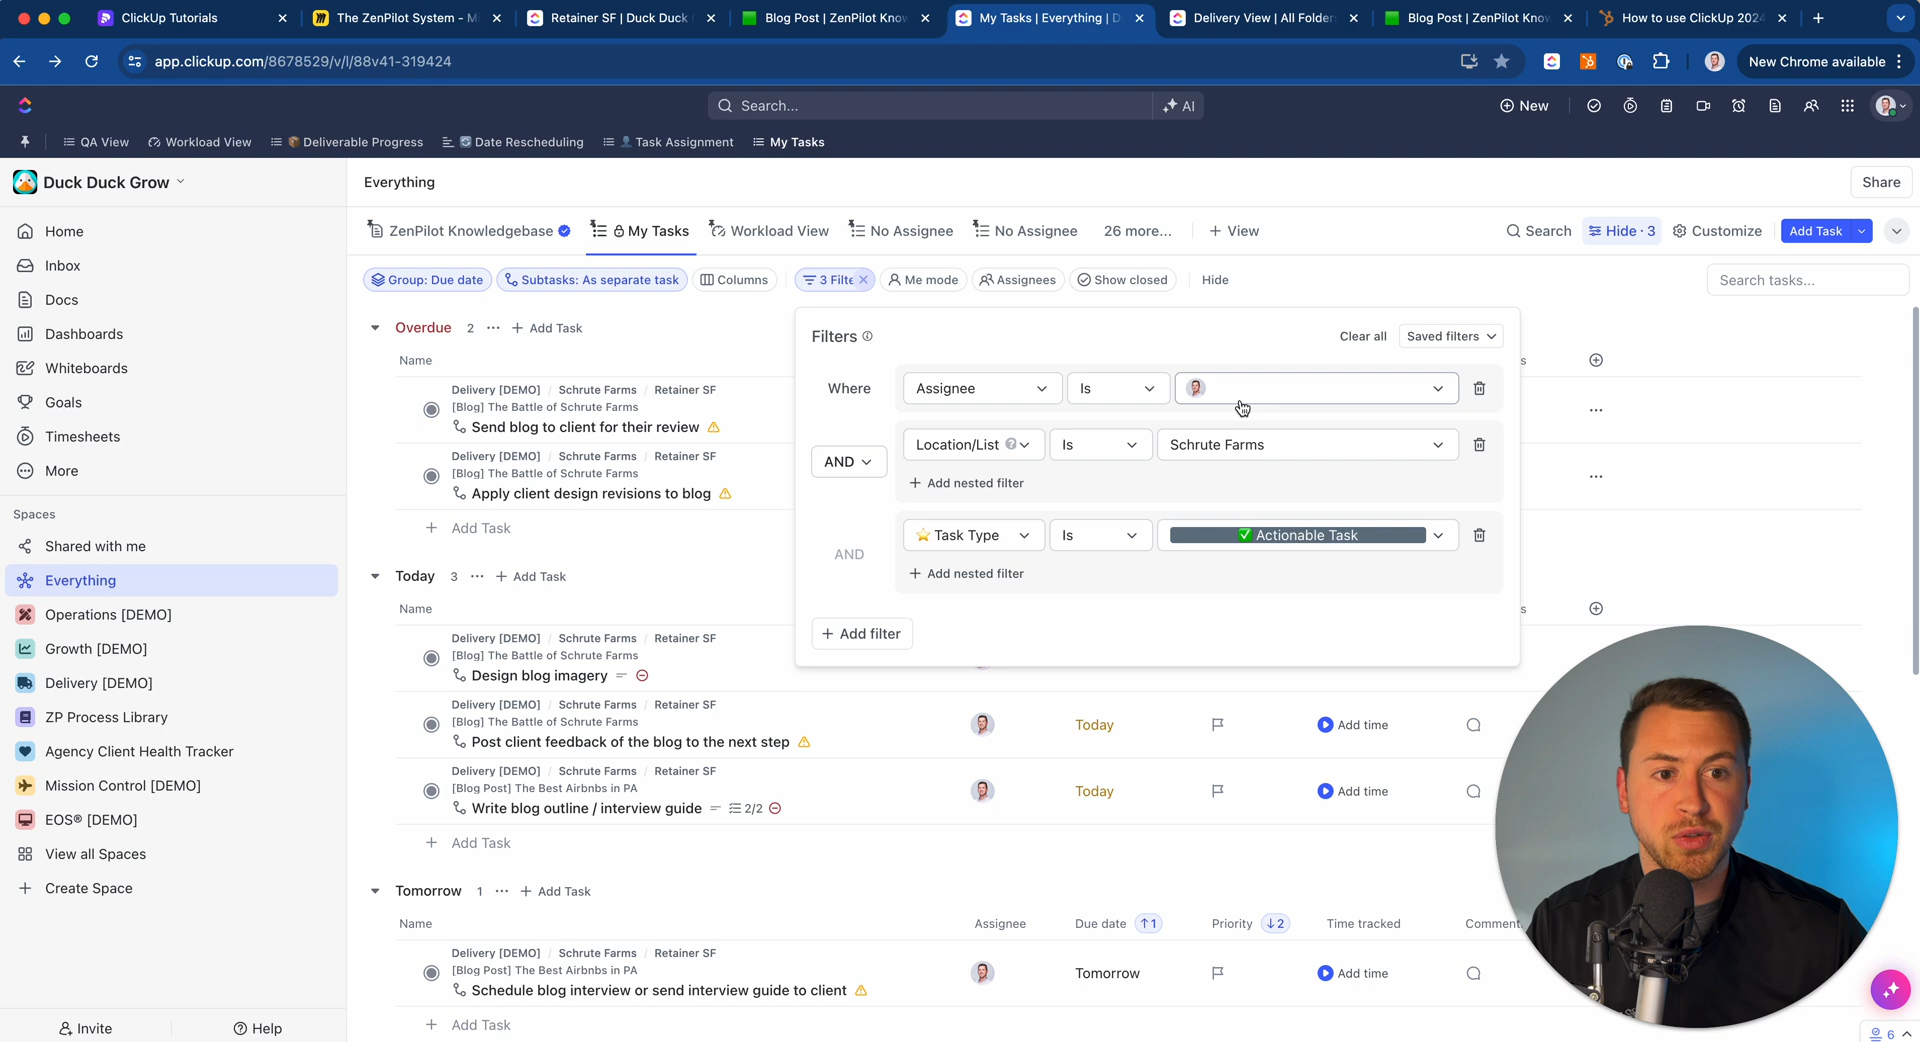 ClickUp Tutorials
The ZenPilot System - Mi
Retainer SF | Duck Duck
Blog Post | ZenPilot Know
My Tasks | Everything | D
Delivery View | All Folder
Blog Post | ZenPilot Know
How to use ClickUp 202
app.clickup.com/8678529/v/l/88v41-319424
New Chrome available
Search...
AI
New
QA View
Workload View
Deliverable Progress
Date Rescheduling
Task Assignment
My Tasks
Duck Duck Grow
Everything
Share
Home
Inbox
Docs
Dashboards
Whiteboards
Goals
Timesheets
More
Spaces
Shared with me
Everything
Operations [DEMO]
Growth [DEMO]
Delivery [DEMO]
ZP Process Library
Agency Client Health Tracker
Mission Control [DEMO]
EOS® [DEMO]
View all Spaces
Create Space
Invite
Help
ZenPilot Knowledgebase
My Tasks
Workload View
No Assignee
No Assignee
26 more...
+ View
Search
Hide · 3
Customize
Add Task
Group: Due date
Subtasks: As separate task
Columns
3 Filte
Me mode
Assignees
Show closed
Hide
Search tasks...
Overdue 2 ... + Add Task
Name
Delivery [DEMO] / Schrute Farms / Retainer SF
[Blog] The Battle of Schrute Farms
Send blog to client for their review
Delivery [DEMO] / Schrute Farms / Retainer SF
[Blog] The Battle of Schrute Farms
Apply client design revisions to blog
+ Add Task
Filters
Clear all
Saved filters
Where
Assignee
Is
AND
Location/List
Is
Schrute Farms
+ Add nested filter
AND
Task Type
Is
Actionable Task
+ Add nested filter
+ Add filter
s
Today 3 ... + Add Task
Name
s
Delivery [DEMO] / Schrute Farms / Retainer SF
[Blog] The Battle of Schrute Farms
Design blog imagery
Delivery [DEMO] / Schrute Farms / Retainer SF
[Blog] The Battle of Schrute Farms
Post client feedback of the blog to the next step
Today
Add time
Delivery [DEMO] / Schrute Farms / Retainer SF
[Blog Post] The Best Airbnbs in PA
Write blog outline / interview guide
2/2
Today
Add time
+ Add Task
Tomorrow 1 ... + Add Task
Name
Assignee
Due date ↑1
Priority ↓2
Time tracked
Comment
Delivery [DEMO] / Schrute Farms / Retainer SF
[Blog Post] The Best Airbnbs in PA
Schedule blog interview or send interview guide to client
Tomorrow
Add time
+ Add Task
6